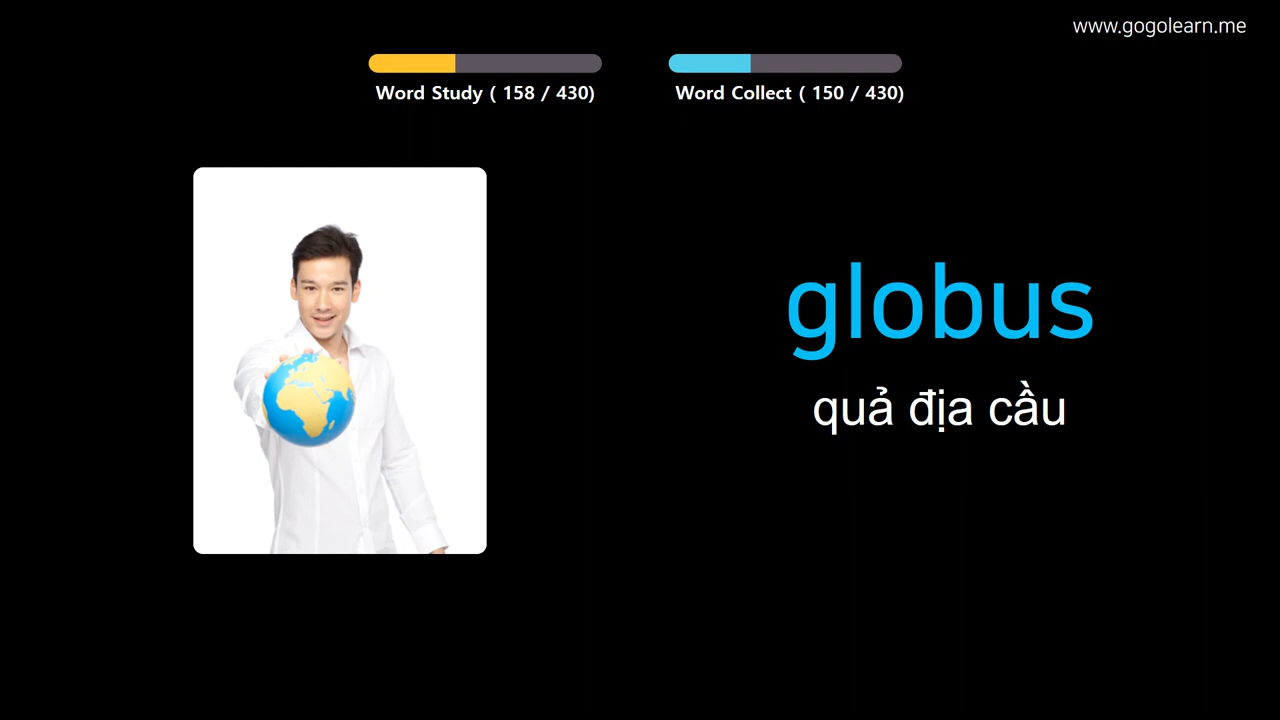 www.gogolearn.me
Word Study ( 158 / 430)
Word Collect ( 150 / 430)
globus
quả địa cầu